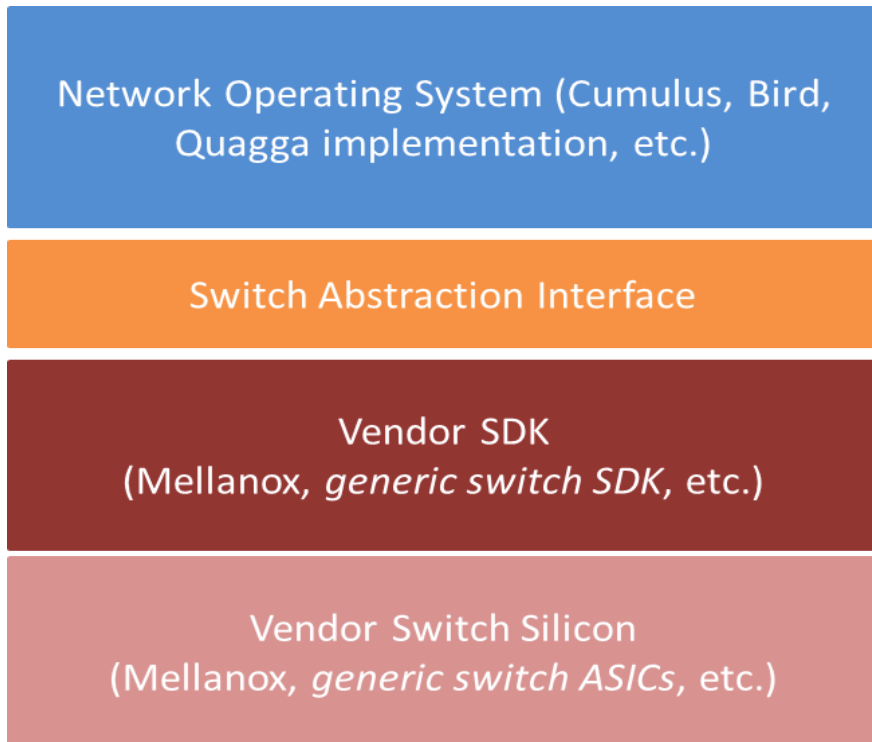 Network Operating System (Cumulus, Bird,
Quagga implementation, etc.)
Switch Abstraction Interface
Vendor SDK
(Mellanox, generic switch SDK, etc.)
Vendor Switch Silicon
(Mellanox, generic switch ASICs, etc.)